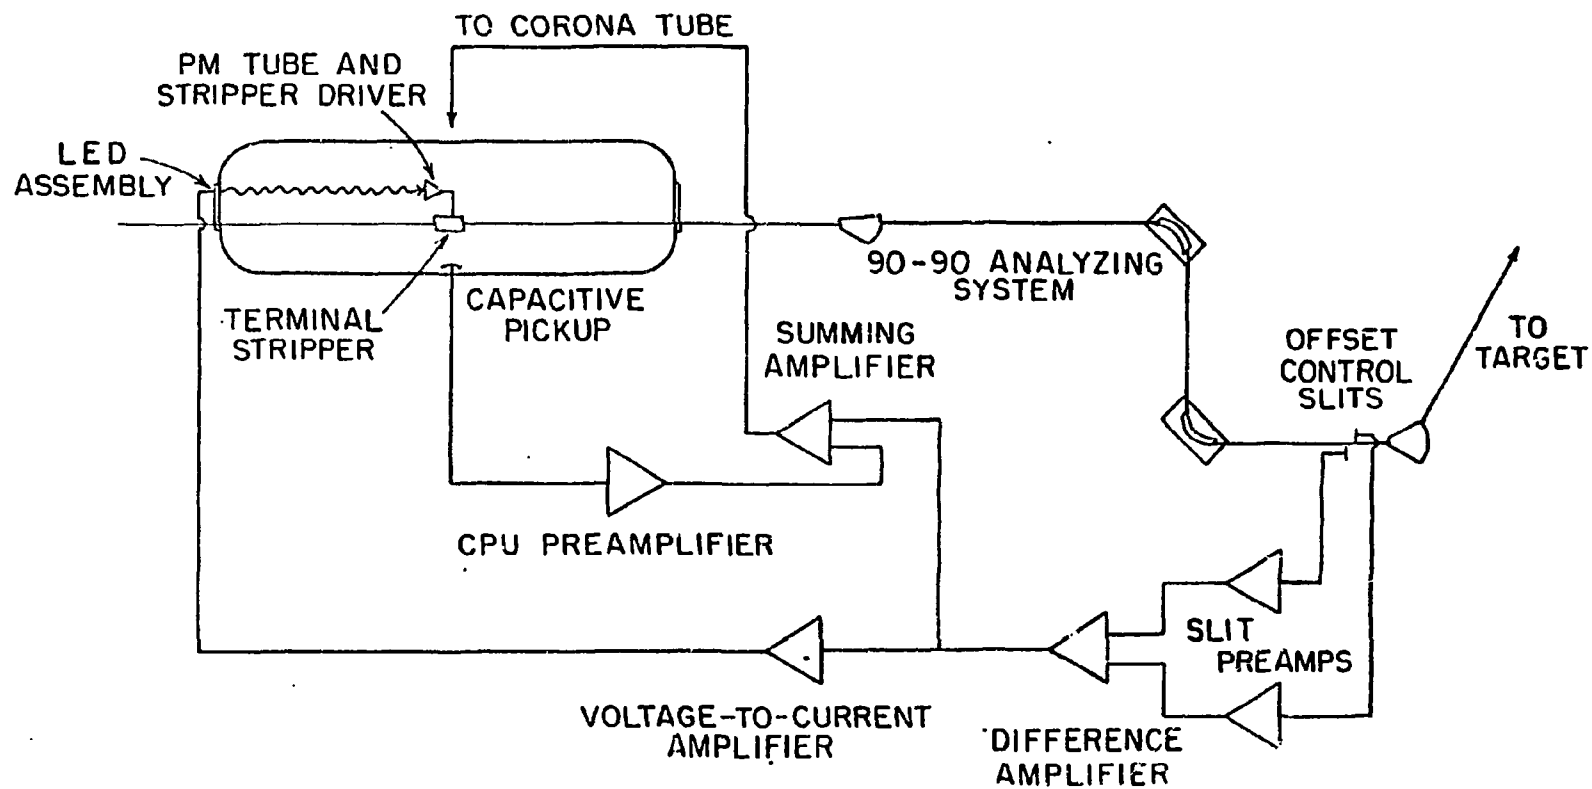 TO CORONA TUBE
PM TUBE AND
STRIPPER DRIVER
LED
ASSEMBLY
90-90 ANALYZING
SYSTEM
CAPACITIVE
PICKUP
TERMINAL
STRIPPER
SUMMING
AMPLIFIER
OFFSET
CONTROL
SLITS
TO
TARGET
CPU PREAMPLIFIER
SLIT
PREAMPS
VOLTAGE-TO-CURRENT
AMPLIFIER
DIFFERENCE
AMPLIFIER